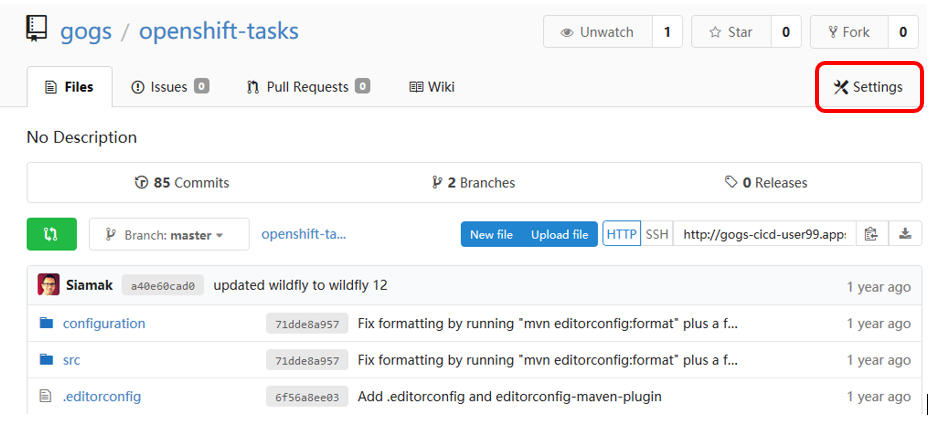 gogs / openshift-tasks Unwatch 1 Star 0 Fork 0
Files Issues 0 Pull Requests 0 Wiki Settings
No Description
85 Commits 2 Branches 0 Releases
Branch: master openshift-ta... New file Upload file HTTP SSH http://gogs-cicd-user99.apps
Siamak a40e60cad0 updated wildfly to wildfly 12 1 year ago
configuration 71dde8a957 Fix formatting by running "mvn editorconfig:format" plus a f... 1 year ago
src 71dde8a957 Fix formatting by running "mvn editorconfig:format" plus a f... 1 year ago
.editorconfig 6f56a8ee03 Add .editorconfig and editorconfig-maven-plugin 1 year ago